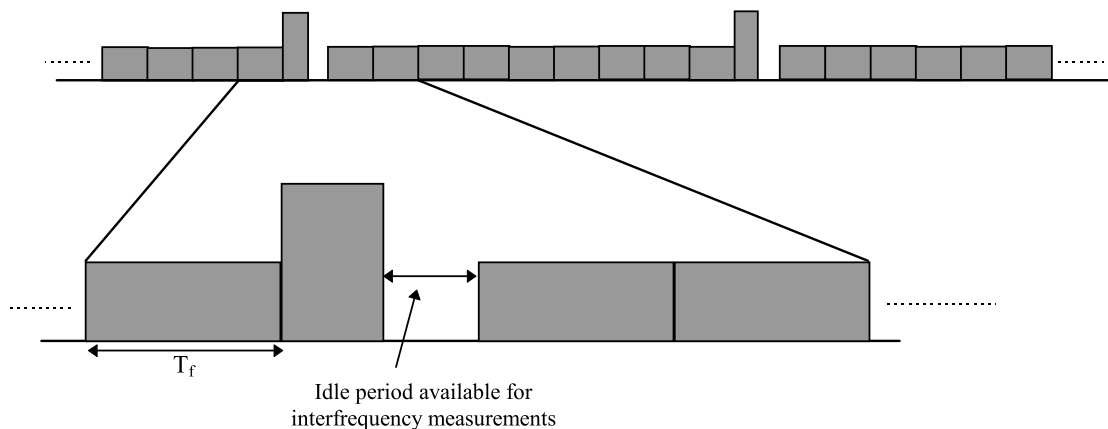 T_f
Idle period available for
interfrequency measurements